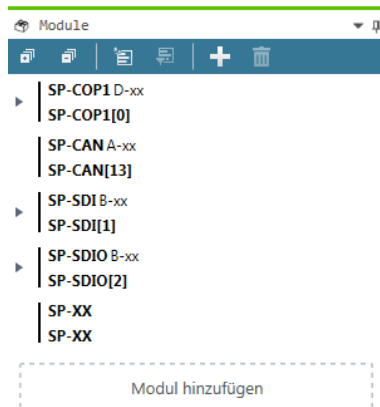 Module
SP-COP1 D-xx
SP-COP1[0]
SP-CAN A-xx
SP-CAN[13]
SP-SDI B-xx
SP-SDI[1]
SP-SDIO B-xx
SP-SDIO[2]
SP-XX
SP-XX
Modul hinzufügen